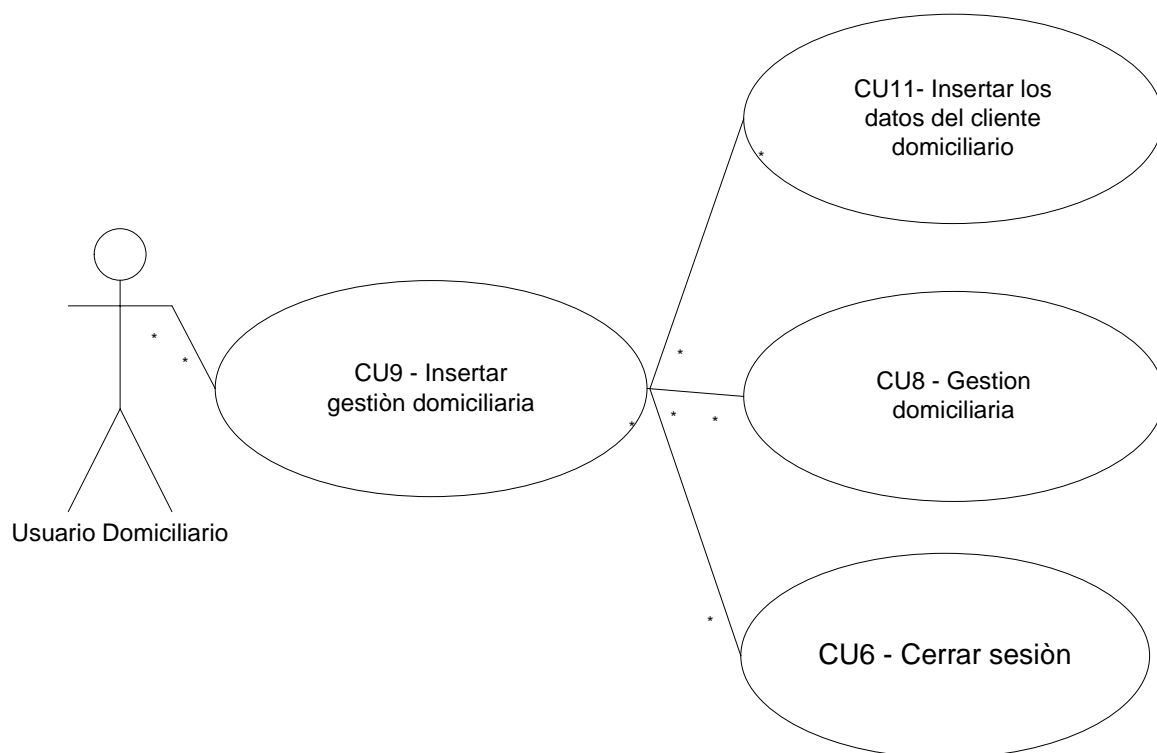 CU11- Insertar los
datos del cliente
domiciliario
*
*
*
CU9 - Insertar
gestiòn domiciliaria
*
*
*
*
CU8 - Gestion
domiciliaria
Usuario Domiciliario
*
CU6 - Cerrar sesiòn